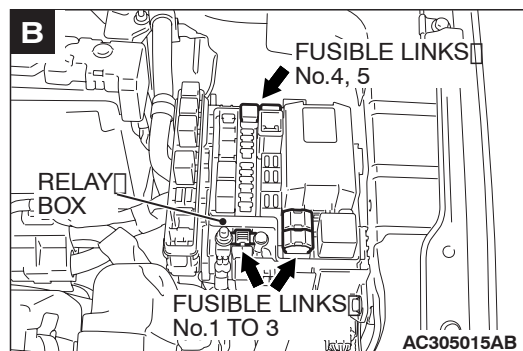 B
FUSIBLE LINKS
No.4, 5
RELAY
BOX
FUSIBLE LINKS
No.1 TO 3
AC305015AB